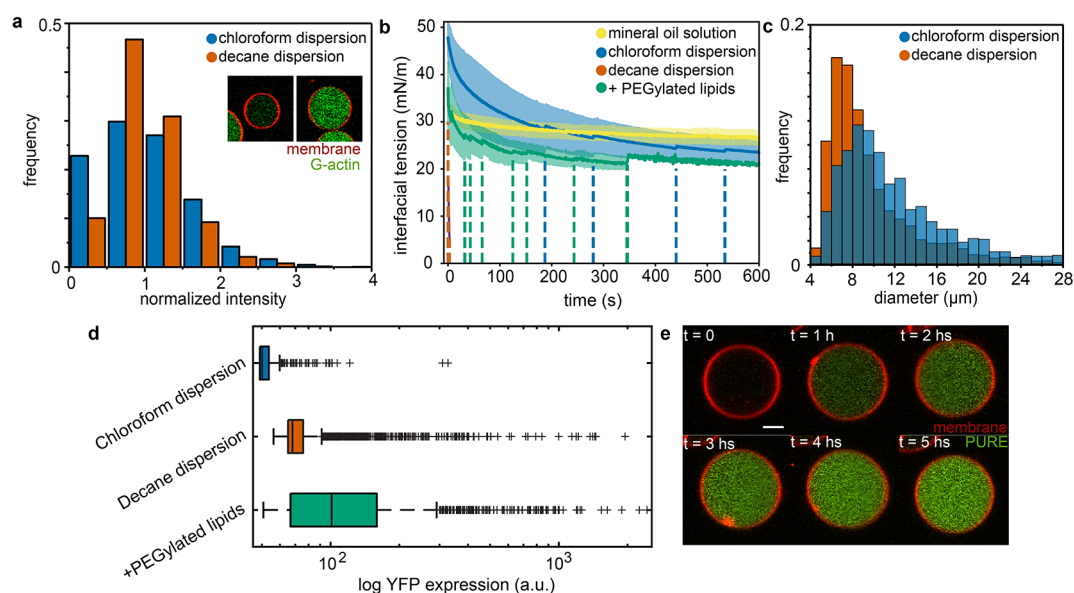 a
0.5
frequency
0
0 1 2 3 4
normalized intensity
chloroform dispersion
decane dispersion
membrane
G-actin
b
interfacial tension (mN/m)
50
40
30
20
10
0
0 100 200 300 400 500 600
time (s)
mineral oil solution
chloroform dispersion
decane dispersion
+ PEGylated lipids
c
0.2
frequency
0
4 8 12 16 20 24 28
diameter (μm)
chloroform dispersion
decane dispersion
d
Chloroform dispersion
Decane dispersion
+PEGylated lipids
10²
10³
log YFP expression (a.u.)
e
t = 0
t = 1 h
t = 2 hs
membrane
PURE
t = 3 hs
t = 4 hs
t = 5 hs